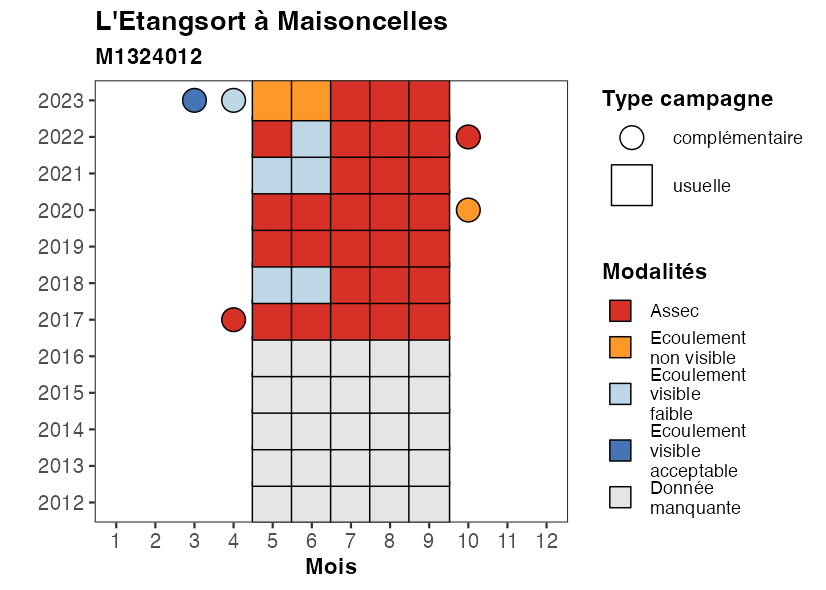 L'Etangsort à Maisoncelles
M1324012
2023
2022
2021
2020
2019
2018
2017
2016
2015
2014
2013
2012
1 2 3 4 5 6 7 8 9 10 11 12
Mois
Type campagne
complémentaire
usuelle
Modalités
Assec
Ecoulement
non visible
Ecoulement
visible
faible
Ecoulement
visible
acceptable
Donnée
manquante